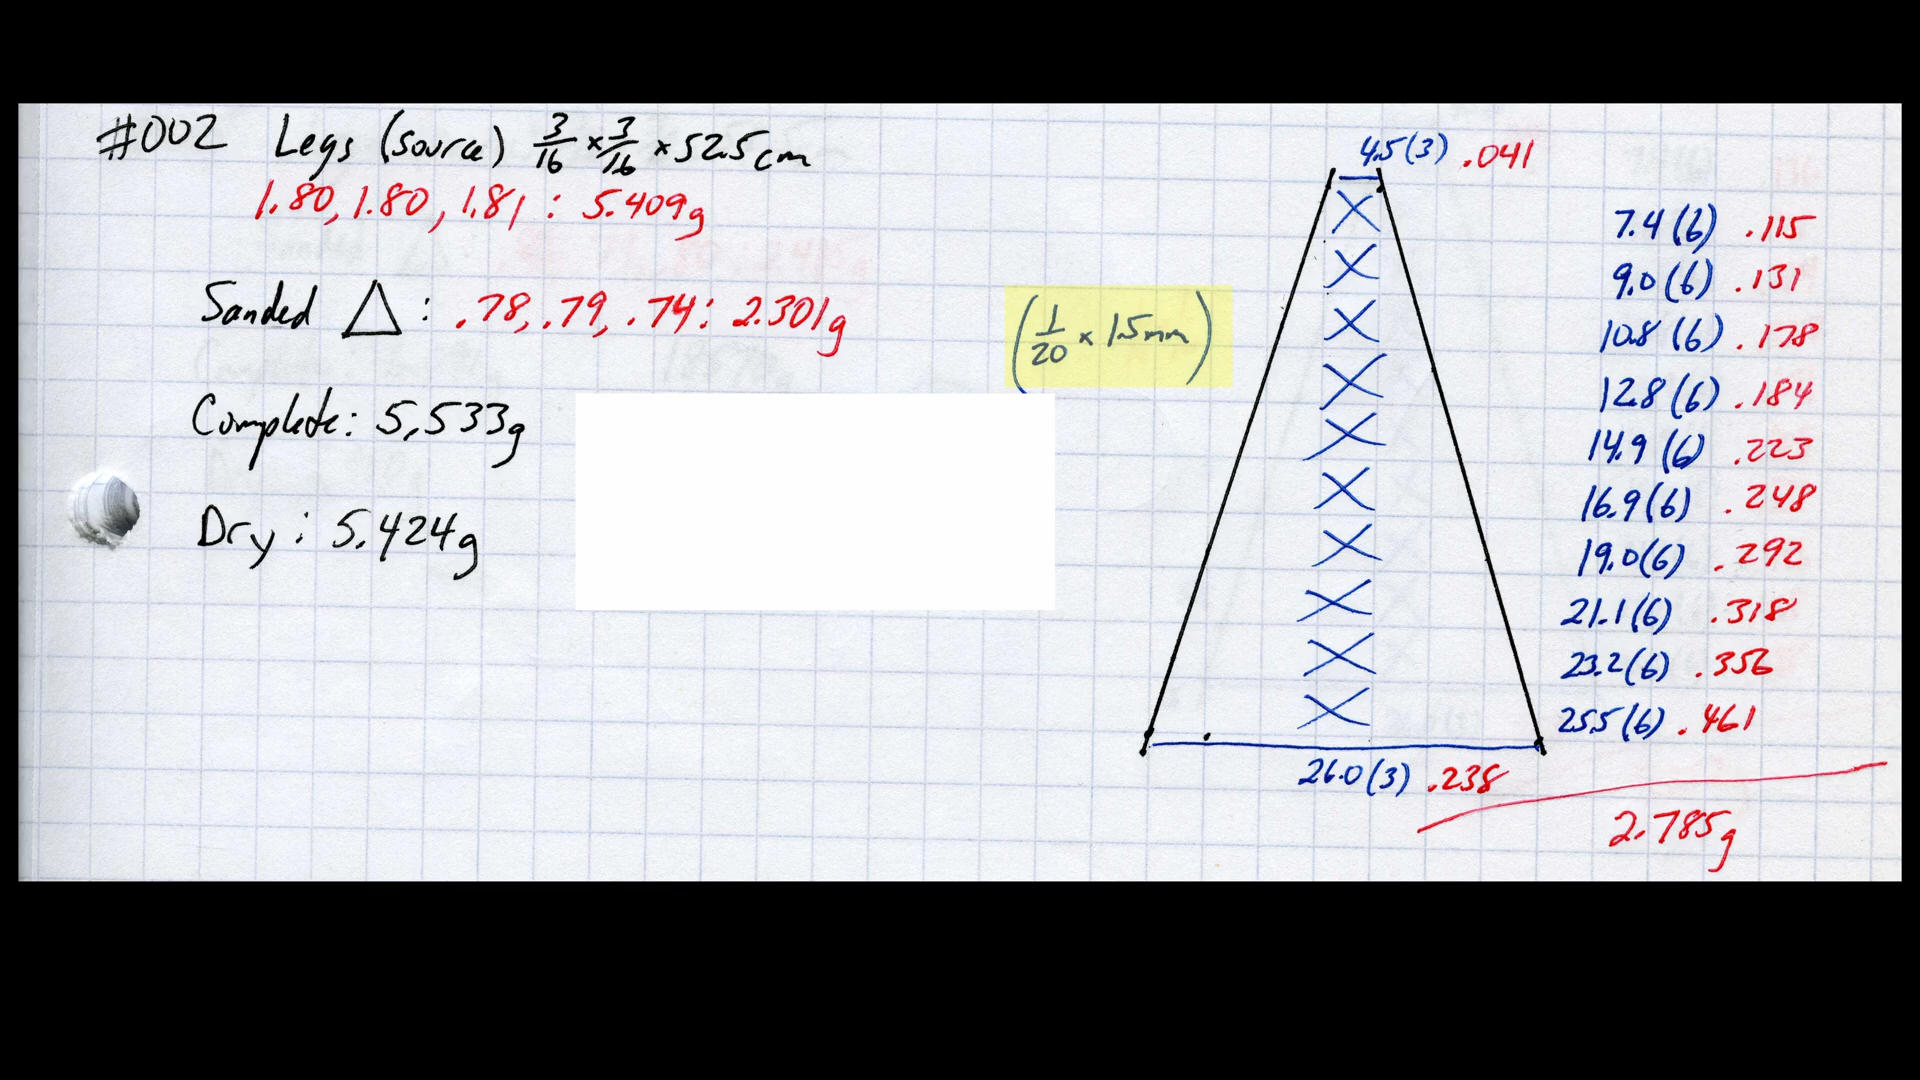 #002 Legs (source) 3/16 × 3/16 × 52.5cm
1.80, 1.80, 1.81 : 5.409g
Sanded △ : .78, .79, .74 : 2.301g
Complete: 5.533g
Dry : 5.424g
(1/20 × 1.5mm)
4.5(3) .041
7.4(6) .115
9.0(6) .131
10.8(6) .178
12.8(6) .184
14.9(6) .223
16.9(6) .248
19.0(6) .292
21.1(6) .318
23.2(6) .356
25.5(6) .461
26.0(3) .238
2.785g